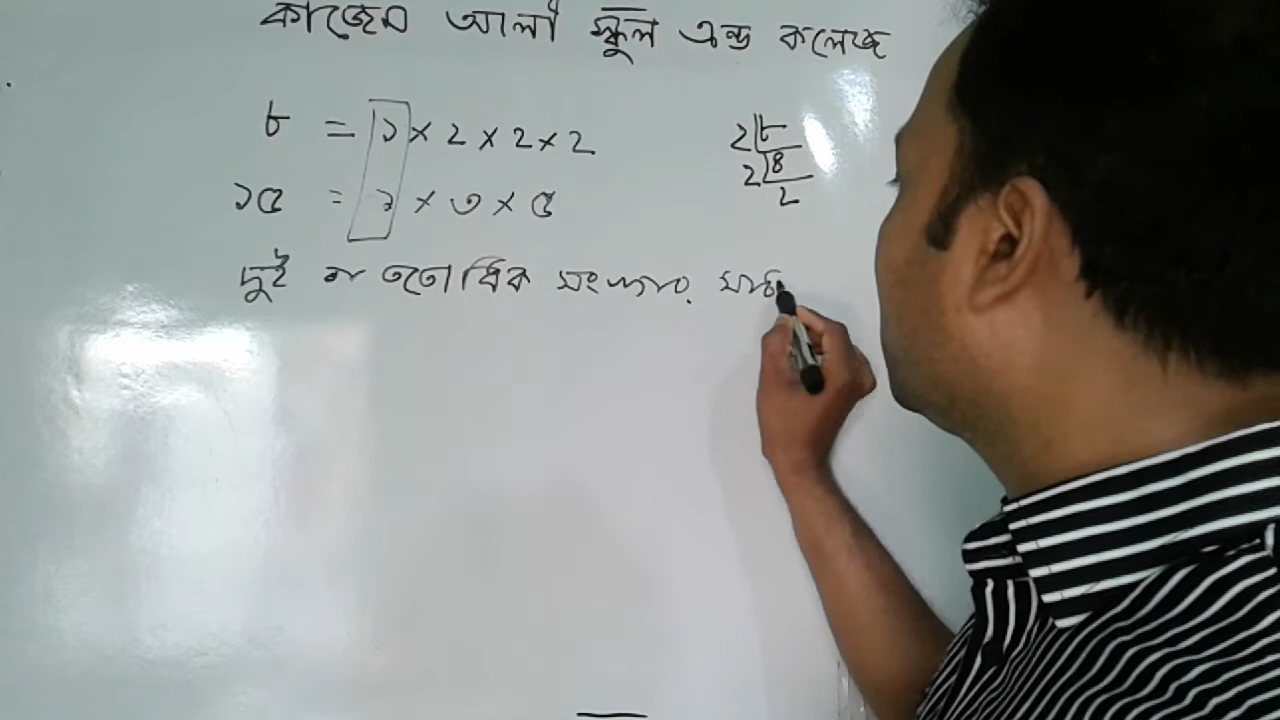 কাজেম আলী স্কুল এন্ড কলেজ
৮ = ১ × ২ × ২ × ২
১৫ = ১ × ৩ × ৫
২ ৮
২ ৪
২
দুই বা ততোধিক সংখ্যার